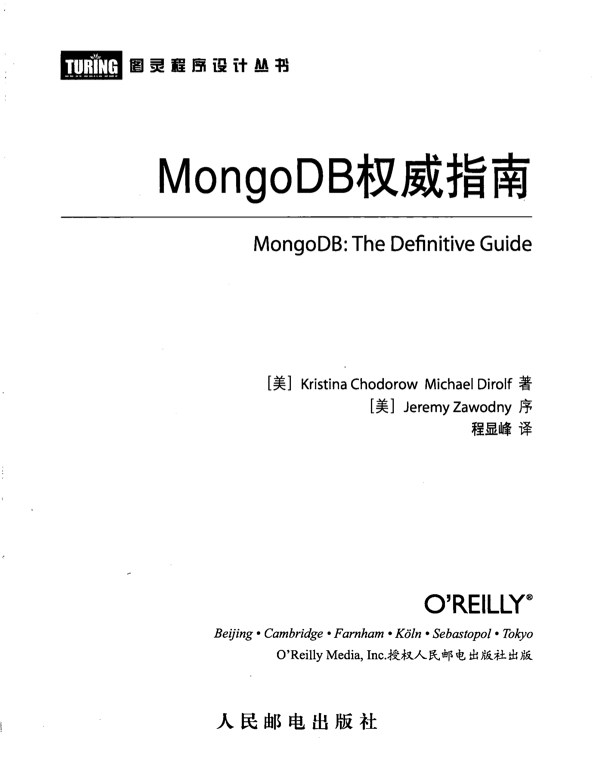 TURING 图灵程序设计丛书
MongoDB权威指南
MongoDB: The Definitive Guide
[美] Kristina Chodorow Michael Dirolf 著
[美] Jeremy Zawodny 序
程显峰 译
O'REILLY®
Beijing • Cambridge • Farnham • Köln • Sebastopol • Tokyo
O'Reilly Media, Inc.授权人民邮电出版社出版
人民邮电出版社